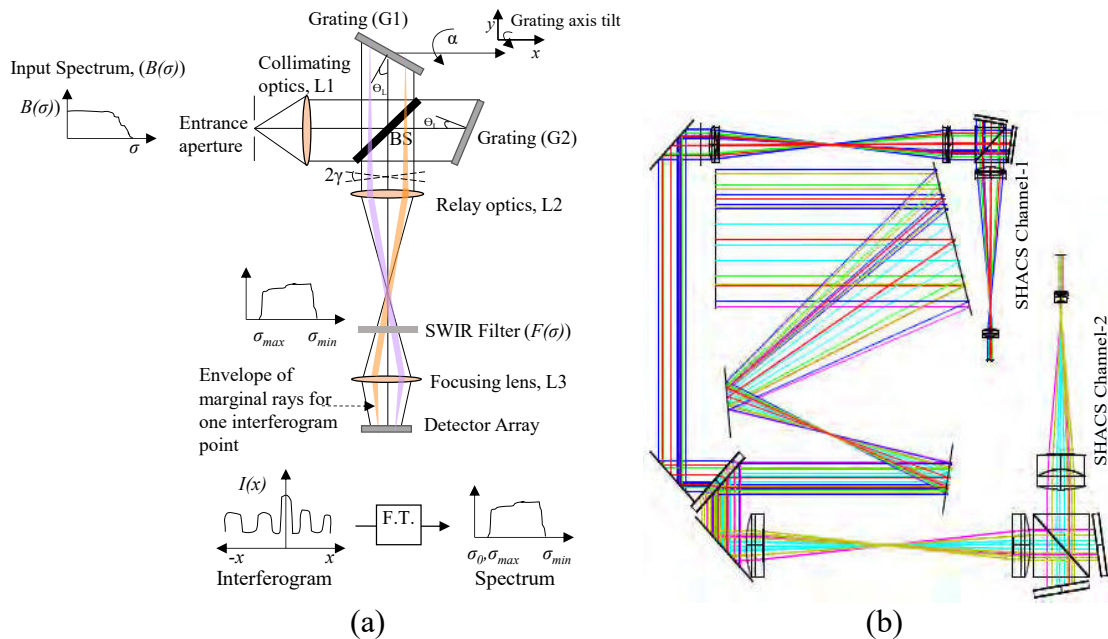 Grating (G1)
y
Grating axis tilt
α
x
Input Spectrum, (B(σ))
Collimating
optics, L1
Θ_L
B(σ)
σ
Entrance
aperture
Θ_L
BS
Grating (G2)
2γ
Relay optics, L2
σ_max
σ_min
SWIR Filter (F(σ))
Envelope of
marginal rays for
one interferogram
point
Focusing lens, L3
Detector Array
I(x)
F.T.
-x
x
Interferogram
σ_0,σ_max
σ_min
Spectrum
(a)
SHACS Channel-1
SHACS Channel-2
(b)